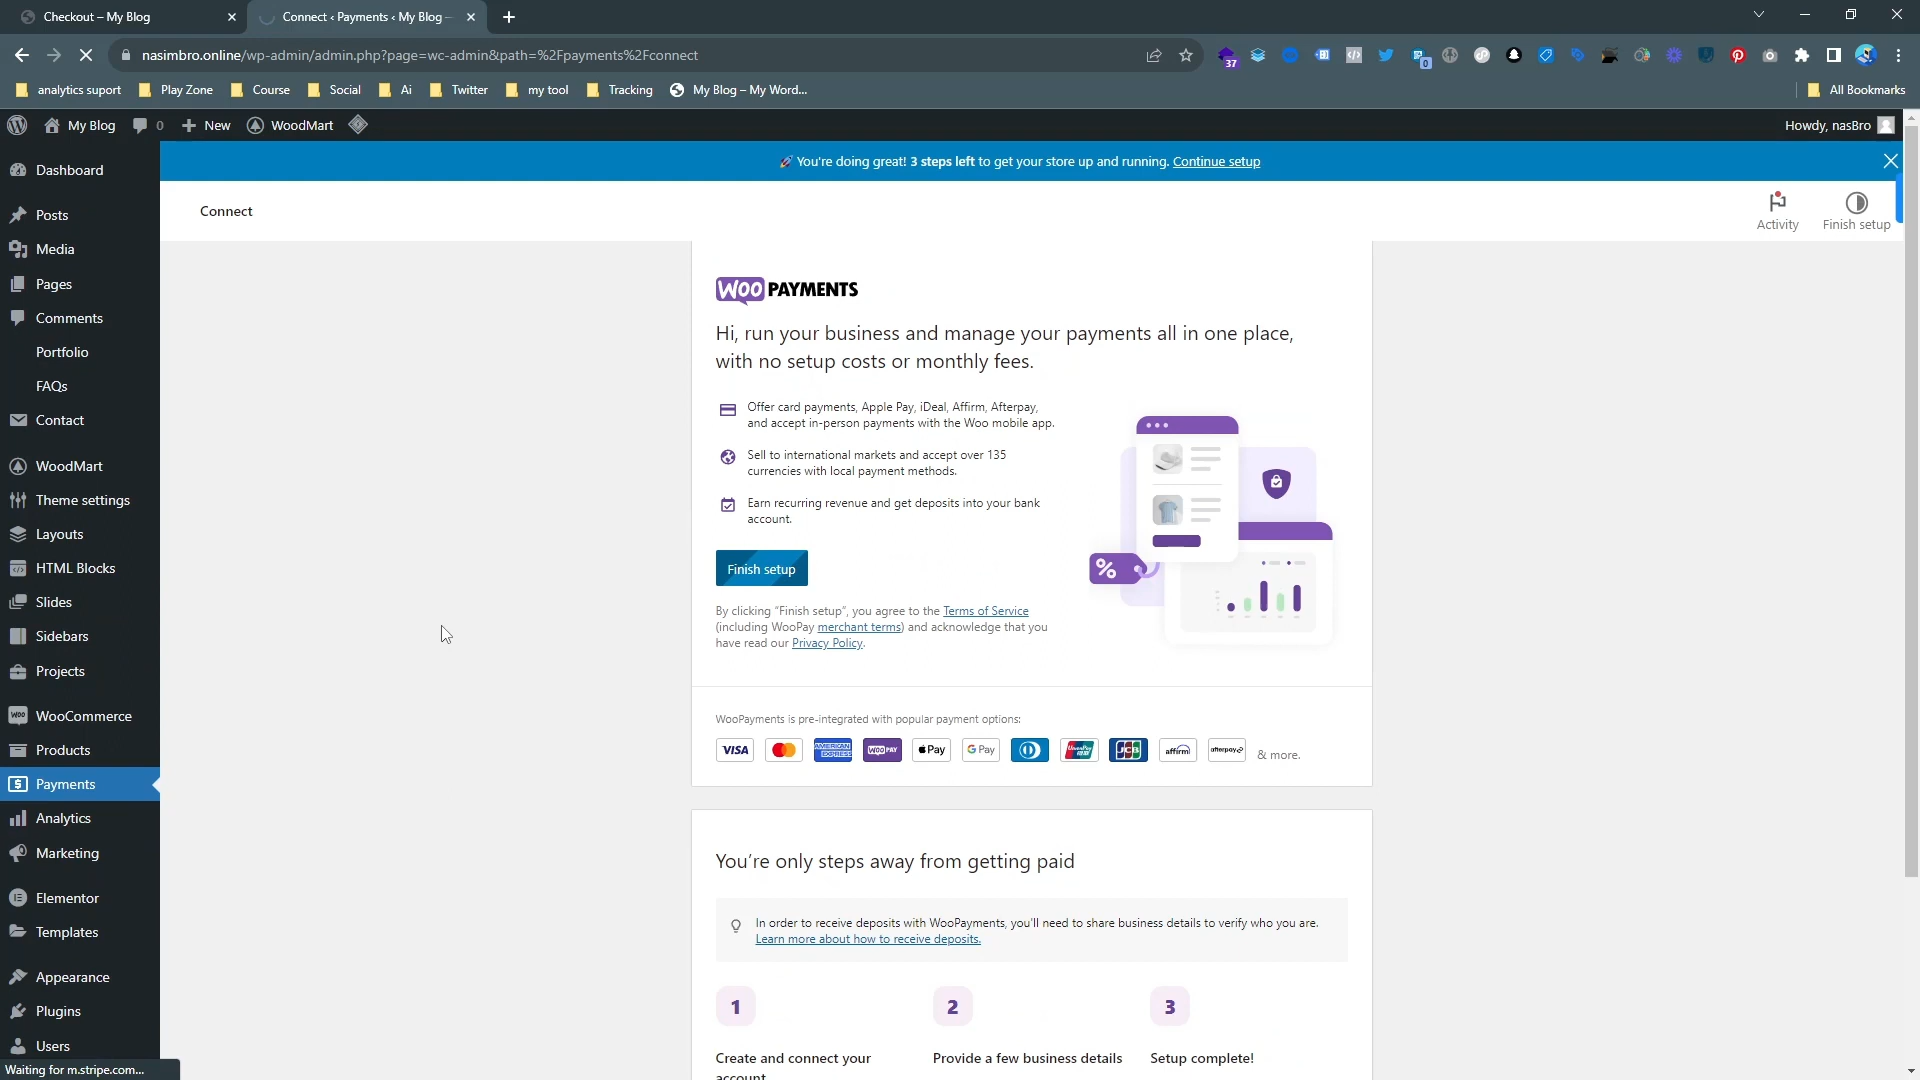 Checkout – My Blog
Connect ‹ Payments ‹ My Blog –
nasimbro.online/wp-admin/admin.php?page=wc-admin&path=%2Fpayments%2Fconnect
37
0
analytics suport
Play Zone
Course
Social
Ai
Twitter
my tool
Tracking
My Blog – My Word...
All Bookmarks
My Blog
0
New
WoodMart
Howdy, nasBro
🚀 You're doing great! 3 steps left to get your store up and running. Continue setup
Connect
Activity
Finish setup
Dashboard
Posts
Media
Pages
Comments
Portfolio
FAQs
Contact
WoodMart
Theme settings
Layouts
HTML Blocks
Slides
Sidebars
Projects
WooCommerce
Products
Payments
Analytics
Marketing
Elementor
Templates
Appearance
Plugins
Users
Waiting for m.stripe.com...
WOO PAYMENTS
Hi, run your business and manage your payments all in one place,
with no setup costs or monthly fees.
Offer card payments, Apple Pay, iDeal, Affirm, Afterpay,
and accept in-person payments with the Woo mobile app.
Sell to international markets and accept over 135
currencies with local payment methods.
Earn recurring revenue and get deposits into your bank
account.
%
Finish setup
By clicking “Finish setup”, you agree to the Terms of Service
(including WooPay merchant terms) and acknowledge that you
have read our Privacy Policy.
WooPayments is pre-integrated with popular payment options:
VISA
AMERICAN EXPRESS
WOO PAY
Pay
G Pay
UnionPay
JCB
affirm
afterpay
& more.
You’re only steps away from getting paid
In order to receive deposits with WooPayments, you'll need to share business details to verify who you are.
Learn more about how to receive deposits.
1
2
3
Create and connect your
account
Provide a few business details
Setup complete!